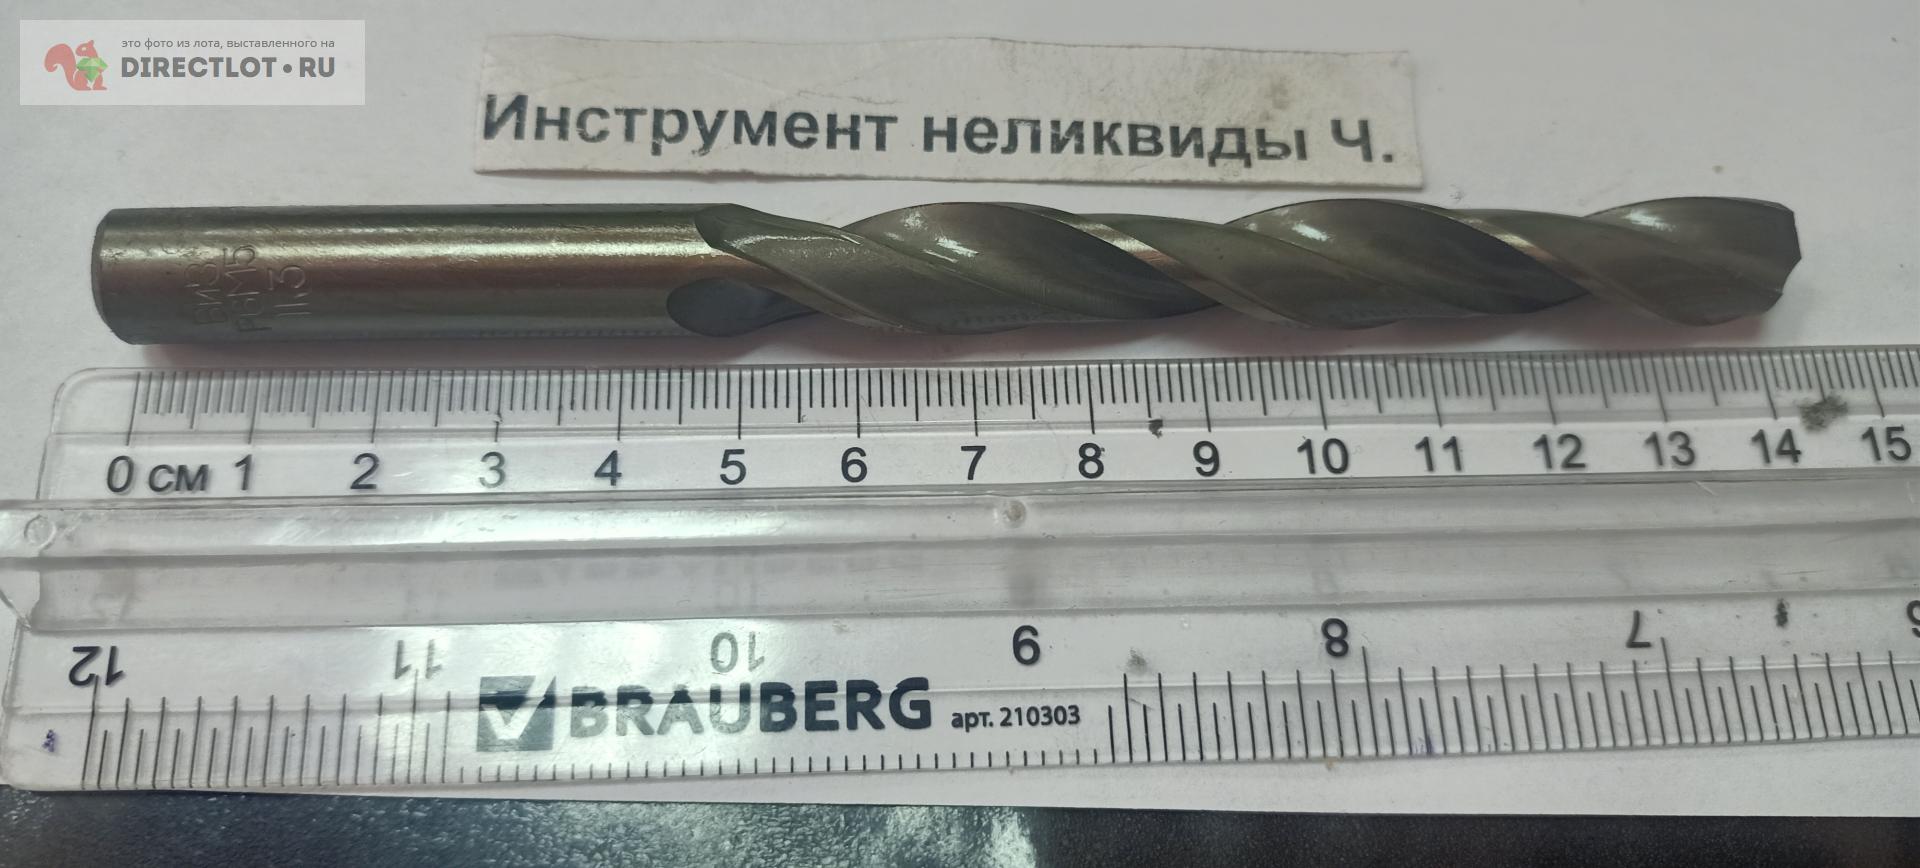 это фото из лота, выставленного на
DIRECTLOT•RU
Инструмент неликвиды Ч.
ВИЗ
Р6М5
11.3
0 см 1 2 3 4 5 6 7 8 9 10 11 12 13 14 15
12 11 10 9 8 7
BRAUBERG арт. 210303